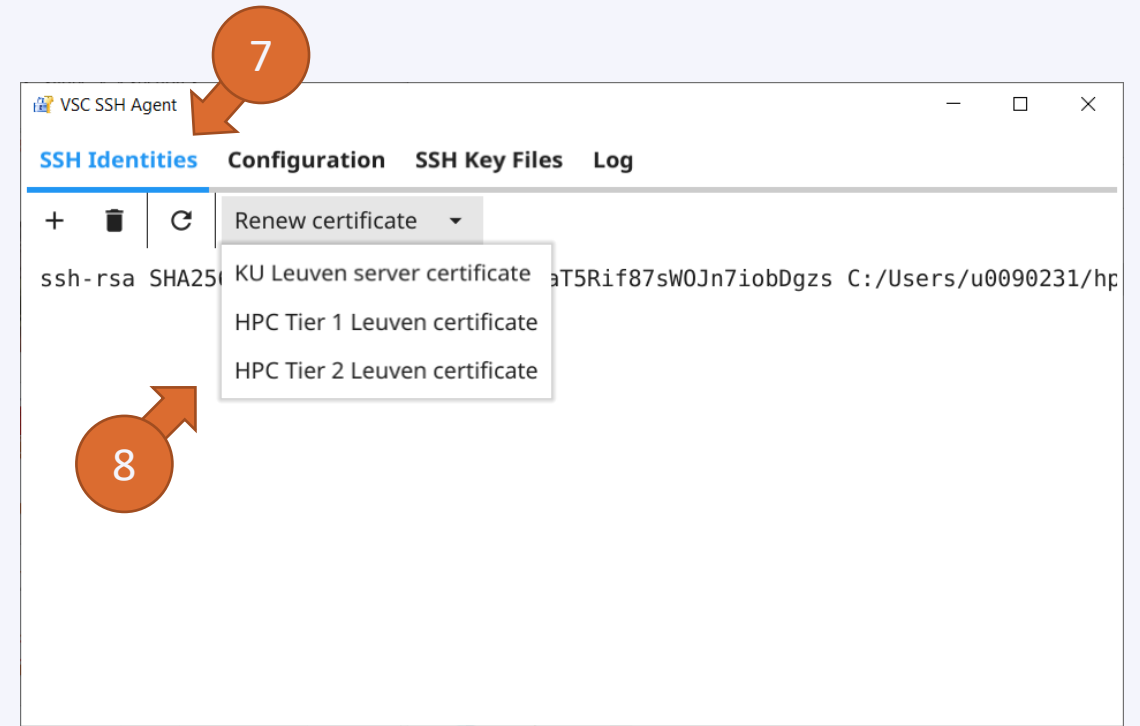 7
VSC SSH Agent
SSH Identities Configuration SSH Key Files Log
Renew certificate
ssh-rsa SHA256 KU Leuven server certificate aT5Rif87sWOJn7iobDgzs C:/Users/u0090231/hp
HPC Tier 1 Leuven certificate
HPC Tier 2 Leuven certificate
8